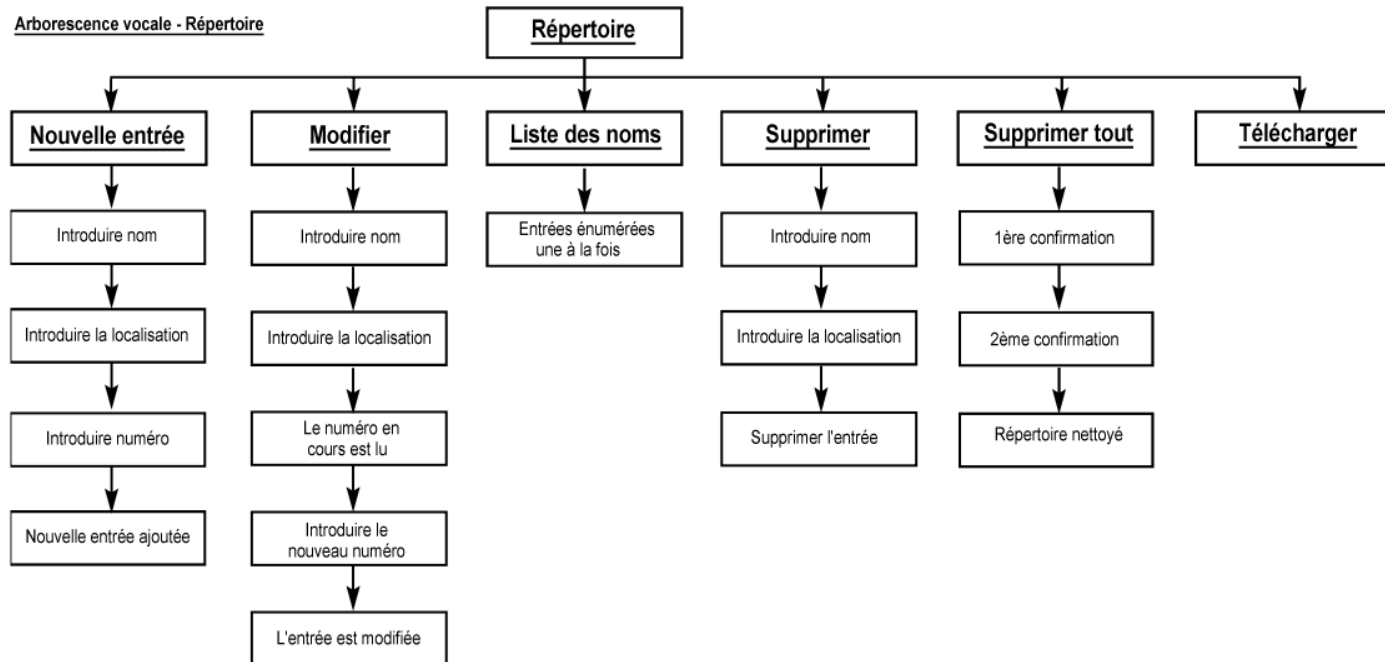 Arborescence vocale - Répertoire
Répertoire
Nouvelle entrée
Modifier
Liste des noms
Supprimer
Supprimer tout
Télécharger
Introduire nom
Introduire nom
Entrées énumérées
une à la fois
Introduire nom
1ère confirmation
Introduire la localisation
Introduire la localisation
Introduire la localisation
2ème confirmation
Introduire numéro
Le numéro en
cours est lu
Supprimer l'entrée
Répertoire nettoyé
Nouvelle entrée ajoutée
Introduire le
nouveau numéro
L'entrée est modifiée